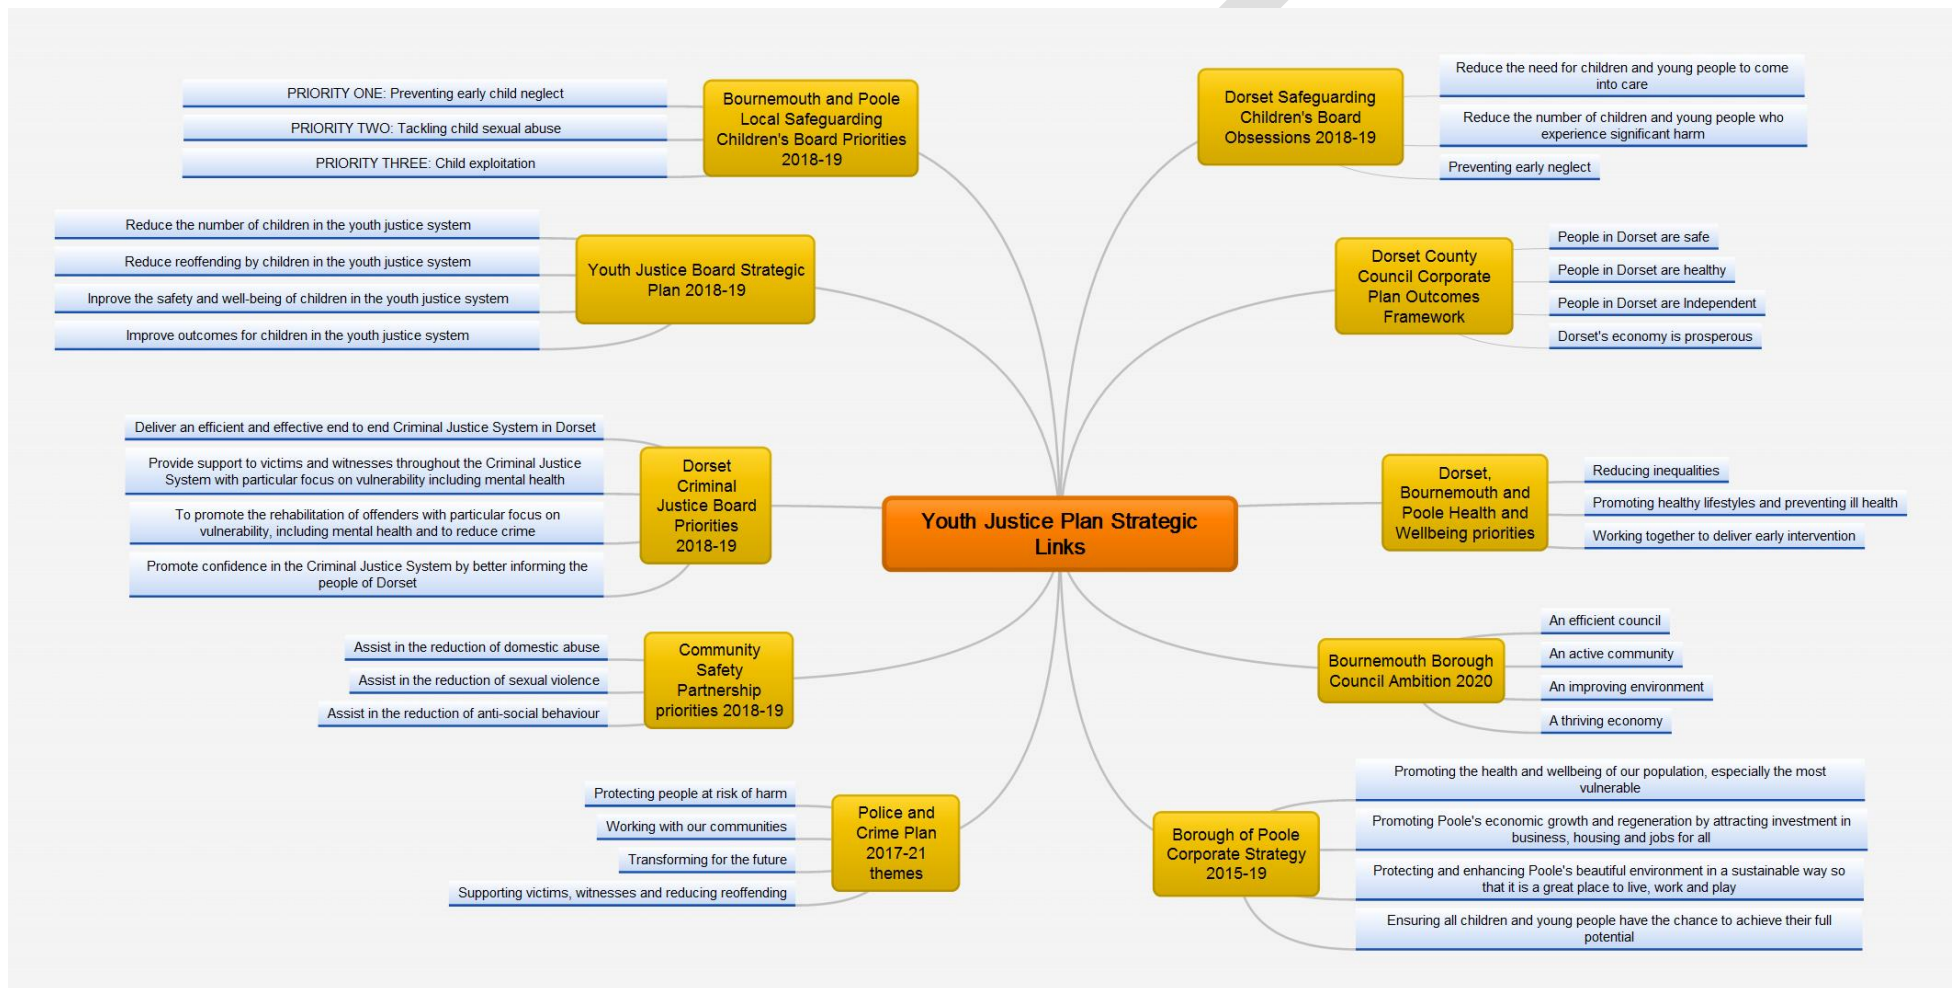 PRIORITY ONE: Preventing early child neglect
PRIORITY TWO: Tackling child sexual abuse
PRIORITY THREE: Child exploitation
Bournemouth and Poole
Local Safeguarding
Children's Board Priorities
2018-19
Reduce the number of children in the youth justice system
Reduce reoffending by children in the youth justice system
Inprove the safety and well-being of children in the youth justice system
Improve outcomes for children in the youth justice system
Youth Justice Board Strategic
Plan 2018-19
Deliver an efficient and effective end to end Criminal Justice System in Dorset
Provide support to victims and witnesses throughout the Criminal Justice
System with particular focus on vulnerability including mental health
To promote the rehabilitation of offenders with particular focus on
vulnerability, including mental health and to reduce crime
Promote confidence in the Criminal Justice System by better informing the
people of Dorset
Dorset
Criminal
Justice Board
Priorities
2018-19
Assist in the reduction of domestic abuse
Assist in the reduction of sexual violence
Assist in the reduction of anti-social behaviour
Community
Safety
Partnership
priorities 2018-19
Protecting people at risk of harm
Working with our communities
Transforming for the future
Supporting victims, witnesses and reducing reoffending
Police and
Crime Plan
2017-21
themes
Youth Justice Plan Strategic
Links
Dorset Safeguarding
Children's Board
Obsessions 2018-19
Reduce the need for children and young people to come
into care
Reduce the number of children and young people who
experience significant harm
Preventing early neglect
Dorset County
Council Corporate
Plan Outcomes
Framework
People in Dorset are safe
People in Dorset are healthy
People in Dorset are Independent
Dorset's economy is prosperous
Dorset,
Bournemouth and
Poole Health and
Wellbeing priorities
Reducing inequalities
Promoting healthy lifestyles and preventing ill health
Working together to deliver early intervention
Bournemouth Borough
Council Ambition 2020
An efficient council
An active community
An improving environment
A thriving economy
Borough of Poole
Corporate Strategy
2015-19
Promoting the health and wellbeing of our population, especially the most
vulnerable
Promoting Poole's economic growth and regeneration by attracting investment in
business, housing and jobs for all
Protecting and enhancing Poole's beautiful environment in a sustainable way so
that it is a great place to live, work and play
Ensuring all children and young people have the chance to achieve their full
potential